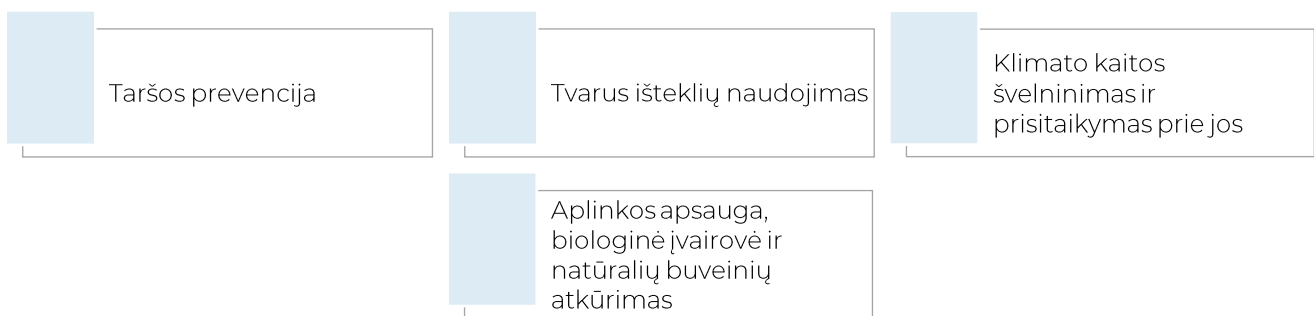 Taršos prevencija
Tvarus išteklių naudojimas
Klimato kaitos
švelninimas ir
prisitaikymas prie jos
Aplinkos apsauga,
biologinė įvairovė ir
natūralių buveinių
atkūrimas